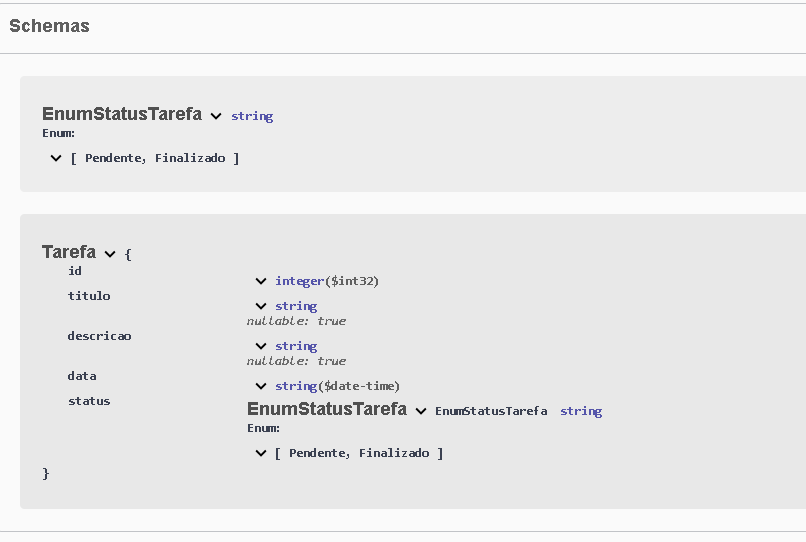 Schemas
EnumStatusTarefa string
Enum:
[ Pendente, Finalizado ]
Tarefa {
id integer($int32)
titulo string
nullable: true
descricao string
nullable: true
data string($date-time)
status EnumStatusTarefa EnumStatusTarefa string
Enum:
[ Pendente, Finalizado ]
}